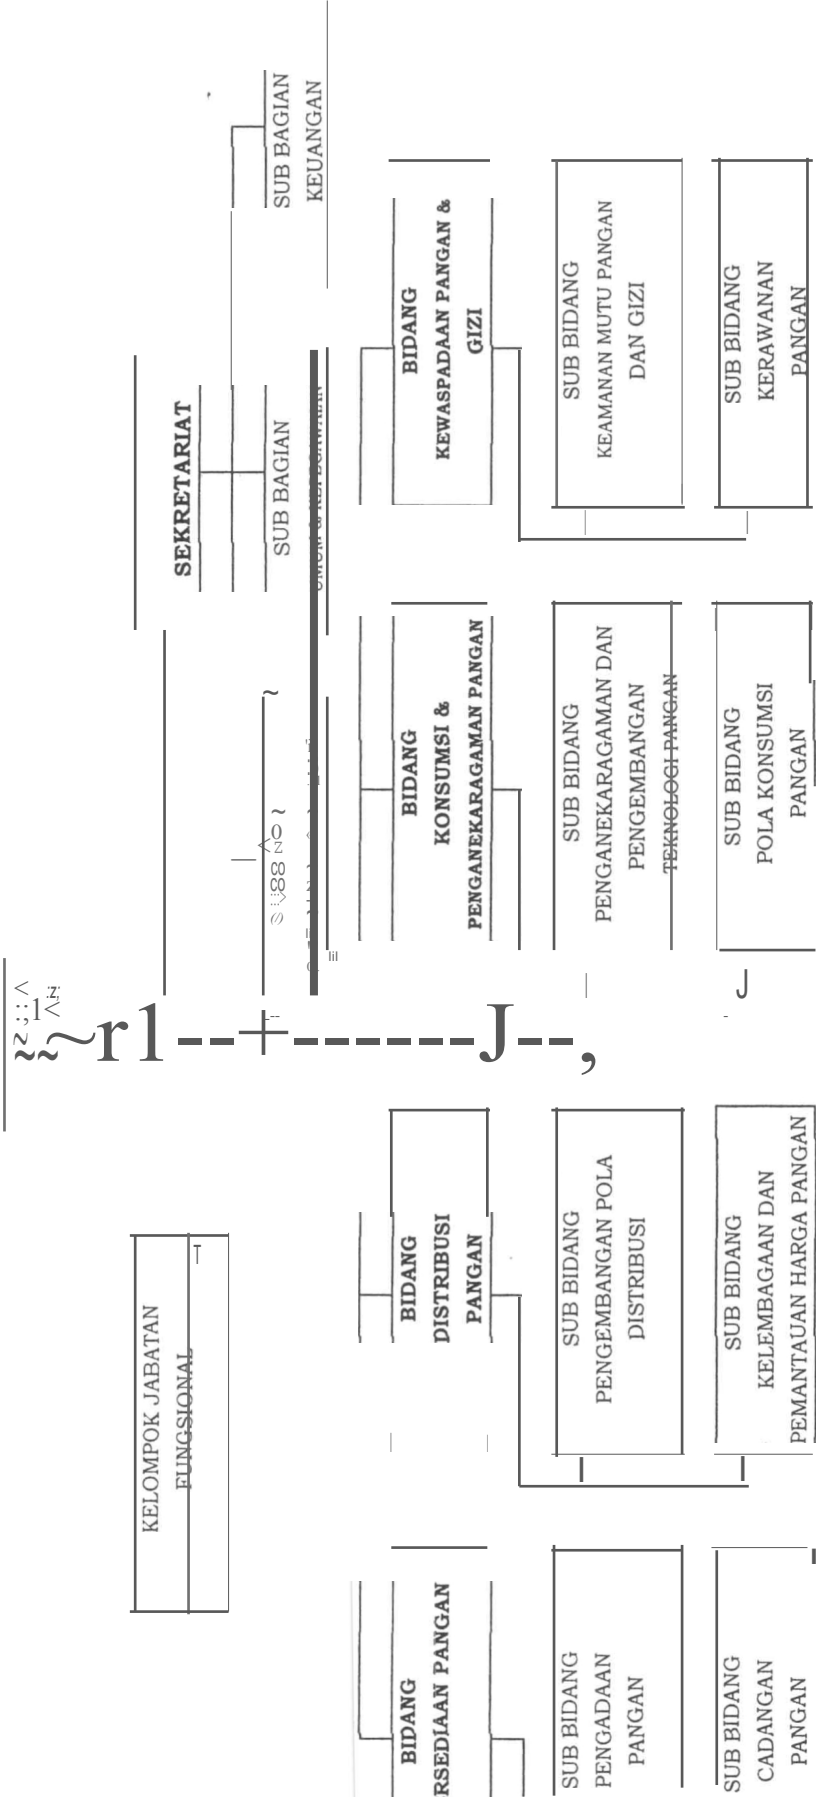 KELOMPOK JABATAN
FUNGSIONAL
SEKRETARIAT
SUB BAGIAN
SUB BAGIAN
KEUANGAN
BIDANG
RSEDIAAN PANGAN
BIDANG
DISTRIBUSI
PANGAN
BIDANG
KONSUMSI &
PENGANEKARAGAMAN PANGAN
BIDANG
KEWASPADAAN PANGAN &
GIZI
SUB BIDANG
PENGADAAN
PANGAN
SUB BIDANG
PENGEMBANGAN POLA
DISTRIBUSI
SUB BIDANG
PENGANEKARAGAMAN DAN
PENGEMBANGAN
TEKNOLOGI PANGAN
SUB BIDANG
KEAMANAN MUTU PANGAN
DAN GIZI
SUB BIDANG
CADANGAN
PANGAN
SUB BIDANG
KELEMBAGAAN DAN
PEMANTAUAN HARGA PANGAN
SUB BIDANG
POLA KONSUMSI
PANGAN
SUB BIDANG
KERAWANAN
PANGAN